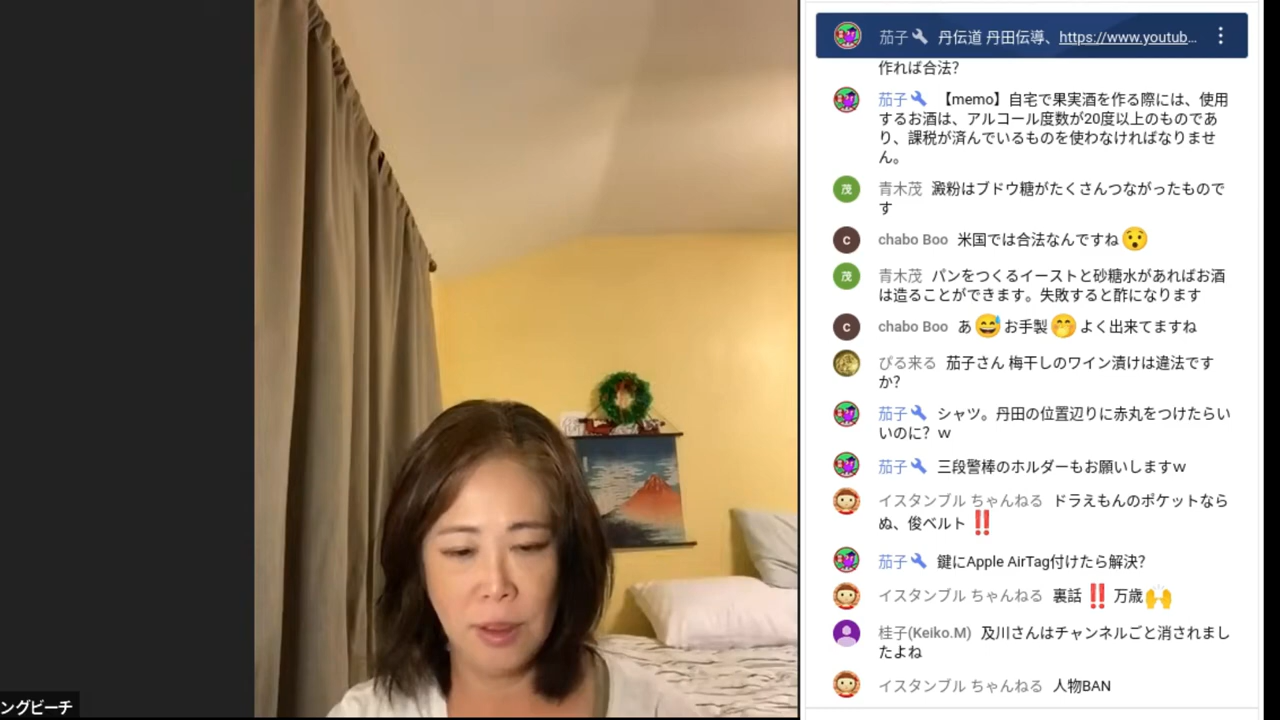 ングビーチ
茄子 丹伝道 丹田伝導、https://www.youtub...
作れば合法?
茄子 【memo】自宅で果実酒を作る際には、使用
するお酒は、アルコール度数が20度以上のものであ
り、課税が済んでいるものを使わなければなりませ
ん。
茂 青木茂 澱粉はブドウ糖がたくさんつながったもので
す
c chabo Boo 米国では合法なんですね😯
茂 青木茂 パンをつくるイーストと砂糖水があればお酒
は造ることができます。失敗すると酢になります
c chabo Boo あ😅お手製🤭よく出来てますね
ぴる来る 茄子さん 梅干しのワイン漬けは違法です
か?
茄子 シャツ。丹田の位置辺りに赤丸をつけたらい
いのに? w
茄子 三段警棒のホルダーもお願いしますw
イスタンブル ちゃんねる ドラえもんのポケットなら
ぬ、俊ベルト‼️
茄子 鍵にApple AirTag付けたら解決?
イスタンブル ちゃんねる 裏話‼️万歳🙌
桂子(Keiko.M) 及川さんはチャンネルごと消されまし
たよね
イスタンブル ちゃんねる 人物BAN